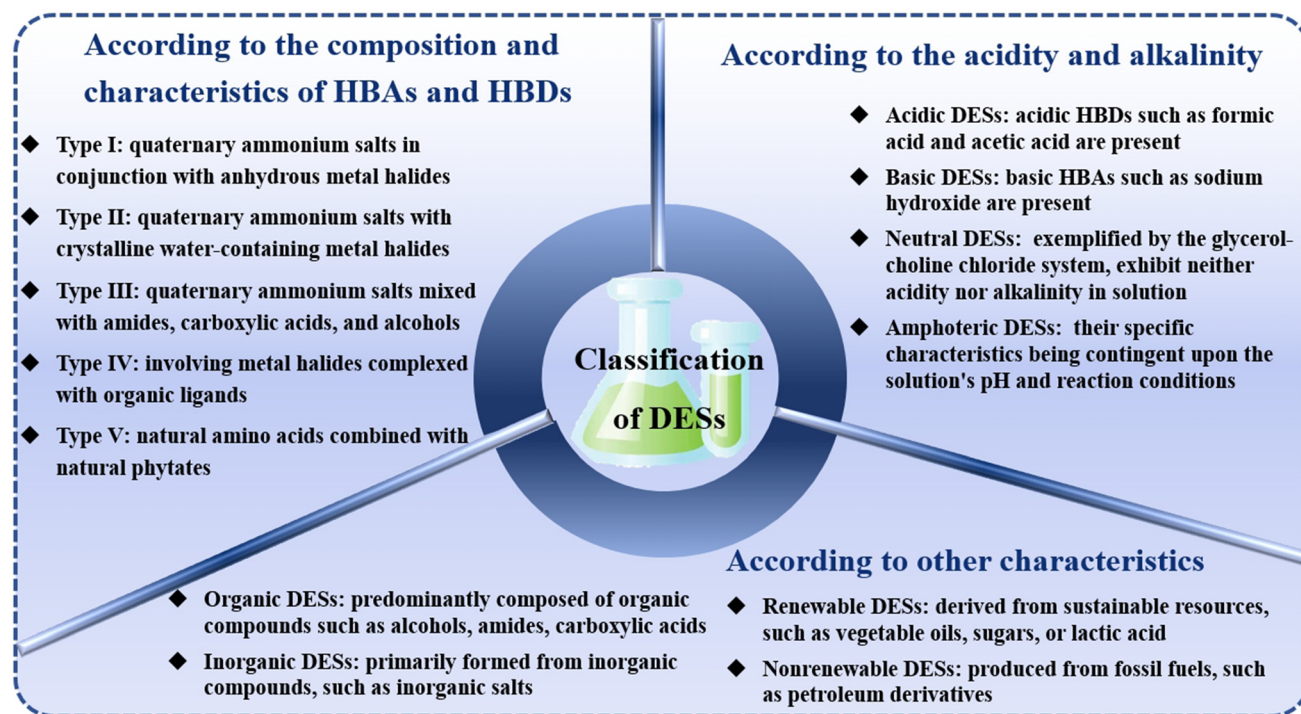 According to the composition and
characteristics of HBAs and HBDs
◆ Type I: quaternary ammonium salts in
conjunction with anhydrous metal halides
◆ Type II: quaternary ammonium salts with
crystalline water-containing metal halides
◆ Type III: quaternary ammonium salts mixed
with amides, carboxylic acids, and alcohols
◆ Type IV: involving metal halides complexed
with organic ligands
◆ Type V: natural amino acids combined with
natural phytates
According to the acidity and alkalinity
◆ Acidic DESs: acidic HBDs such as formic
acid and acetic acid are present
◆ Basic DESs: basic HBAs such as sodium
hydroxide are present
◆ Neutral DESs: exemplified by the glycerol-
choline chloride system, exhibit neither
acidity nor alkalinity in solution
◆ Amphoteric DESs: their specific
characteristics being contingent upon the
solution's pH and reaction conditions
Classification
of DESs
According to other characteristics
◆ Organic DESs: predominantly composed of organic
compounds such as alcohols, amides, carboxylic acids
◆ Inorganic DESs: primarily formed from inorganic
compounds, such as inorganic salts
◆ Renewable DESs: derived from sustainable resources,
such as vegetable oils, sugars, or lactic acid
◆ Nonrenewable DESs: produced from fossil fuels, such
as petroleum derivatives